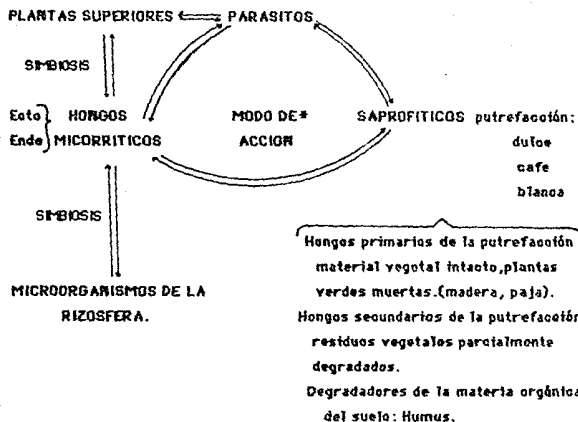 PLANTAS SUPERIORES
PARASITOS
SIMBIOSIS
Ecto
Endo
HONGOS
MICORRITICOS
MODO DE*
ACCION
SAPROFITICOS putrefacción:
dulce
cafe
blanca
SIMBIOSIS
MICROORGANISMOS DE LA
RIZOSFERA.
Hongos primarios de la putrefacción
material vegetal intacto,plantas
verdes muertas.(madera, paja).
Hongos secundarios de la putrefacción
residuos vegetales parcialmente
degradados.
Degradadores de la materia orgánica
del suelo: Humus.